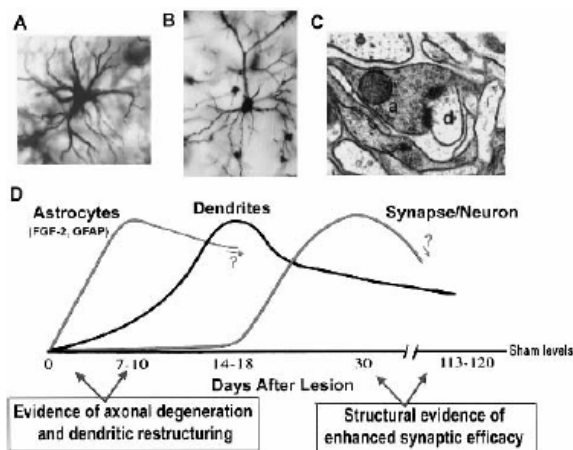 A
B
C
a
d
D
Astrocytes
(FGF-2, GFAP)
Dendrites
Synapse/Neuron
?
?
Sham levels
0
7-10
14-18
30
113-120
Days After Lesion
Evidence of axonal degeneration
and dendritic restructuring
Structural evidence of
enhanced synaptic efficacy